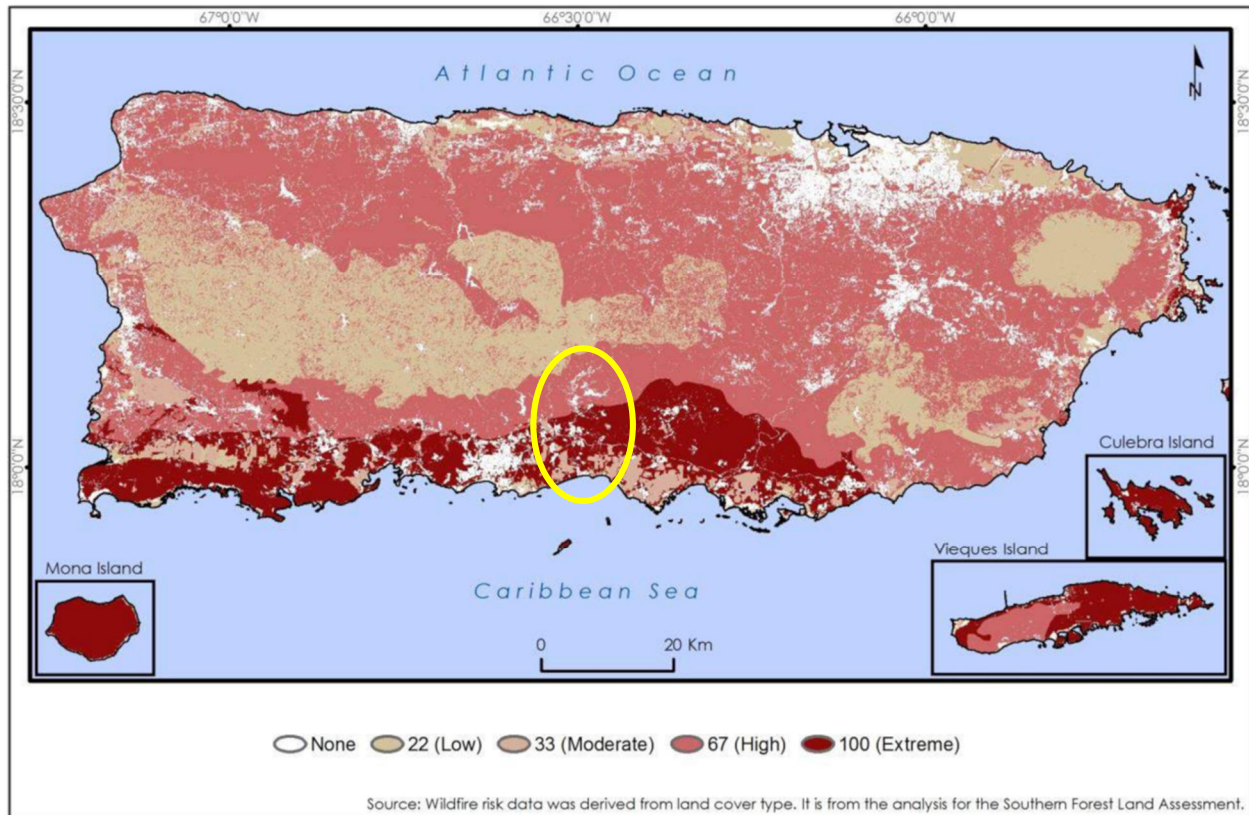 67°0'0"W 66°30'0"W 66°0'0"W
18°30'0"N
18°30'0"N
18°0'0"N
18°0'0"N
Atlantic Ocean
N
Culebra Island
Vieques Island
Mona Island
Caribbean Sea
0 20 Km
None 22 (Low) 33 (Moderate) 67 (High) 100 (Extreme)
Source: Wildfire risk data was derived from land cover type. It is from the analysis for the Southern Forest Land Assessment.